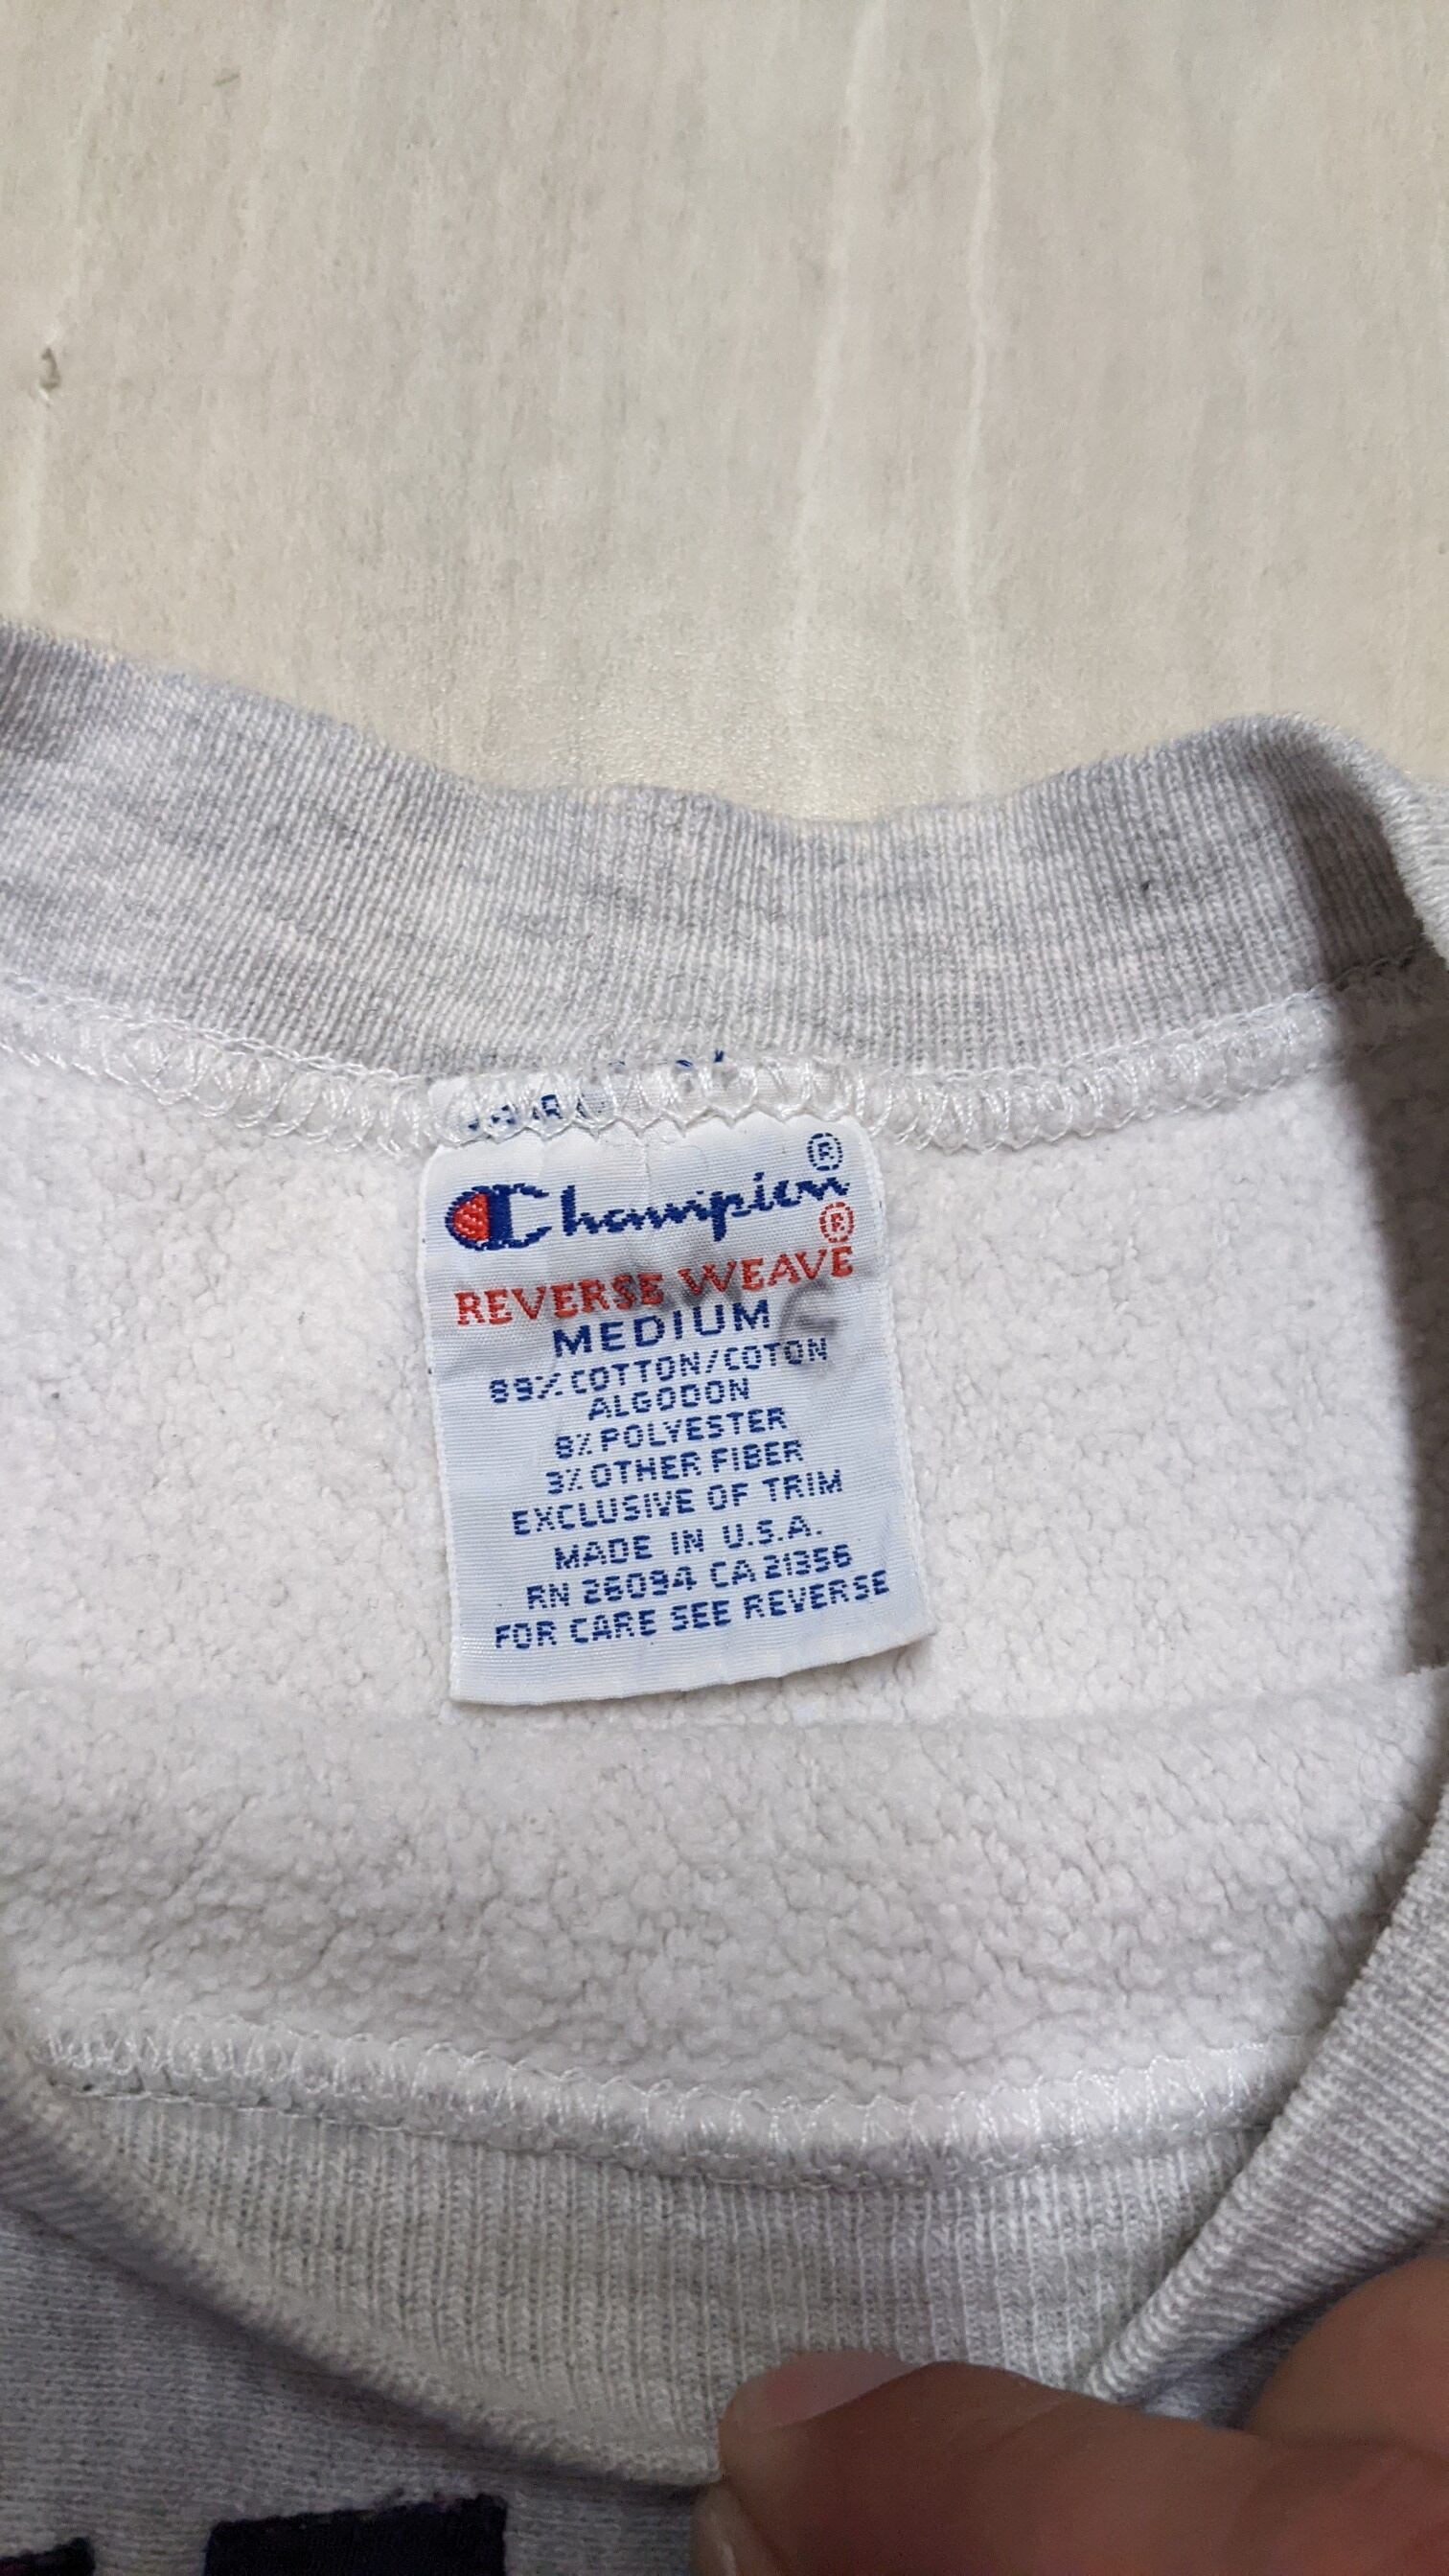 Champion®
®
REVERSE WEAVE
MEDIUM
89% COTTON/COTON
ALGODON
8% POLYESTER
3% OTHER FIBER
EXCLUSIVE OF TRIM
MADE IN U.S.A.
RN 26094 CA 21356
FOR CARE SEE REVERSE